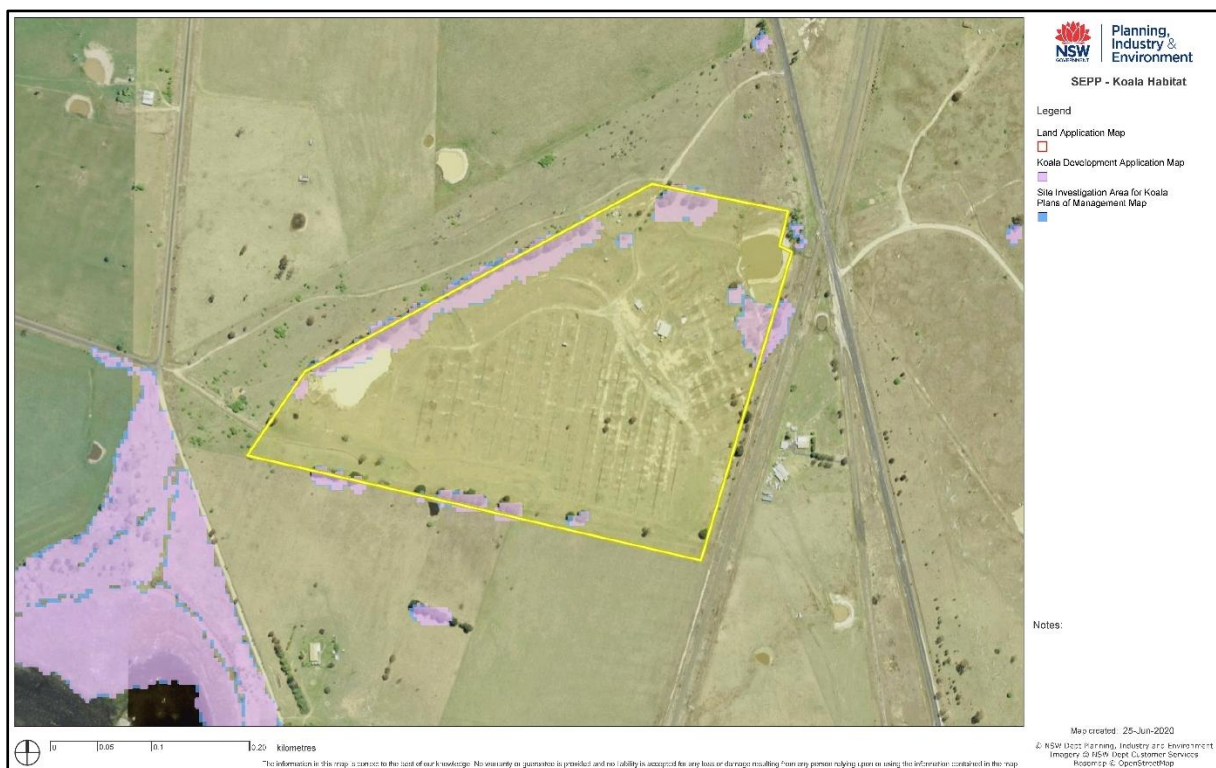 NSW
GOVERNMENT
Planning,
Industry &
Environment
SEPP - Koala Habitat
Legend
Land Application Map
Koala Development Application Map
Site Investigation Area for Koala
Plans of Management Map
Notes:
Map created: 25-Jun-2020
© NSW Dept Planning, Industry and Environment
Imagery © NSW Dept Customer Services
Basemap © OpenStreetMap
0 0.05 0.1 0.20 kilometres
The information in this map is correct to the best of our knowledge. No warranty or guarantee is provided and no liability is accepted for any loss or damage resulting from any person relying upon or using the information contained in the map